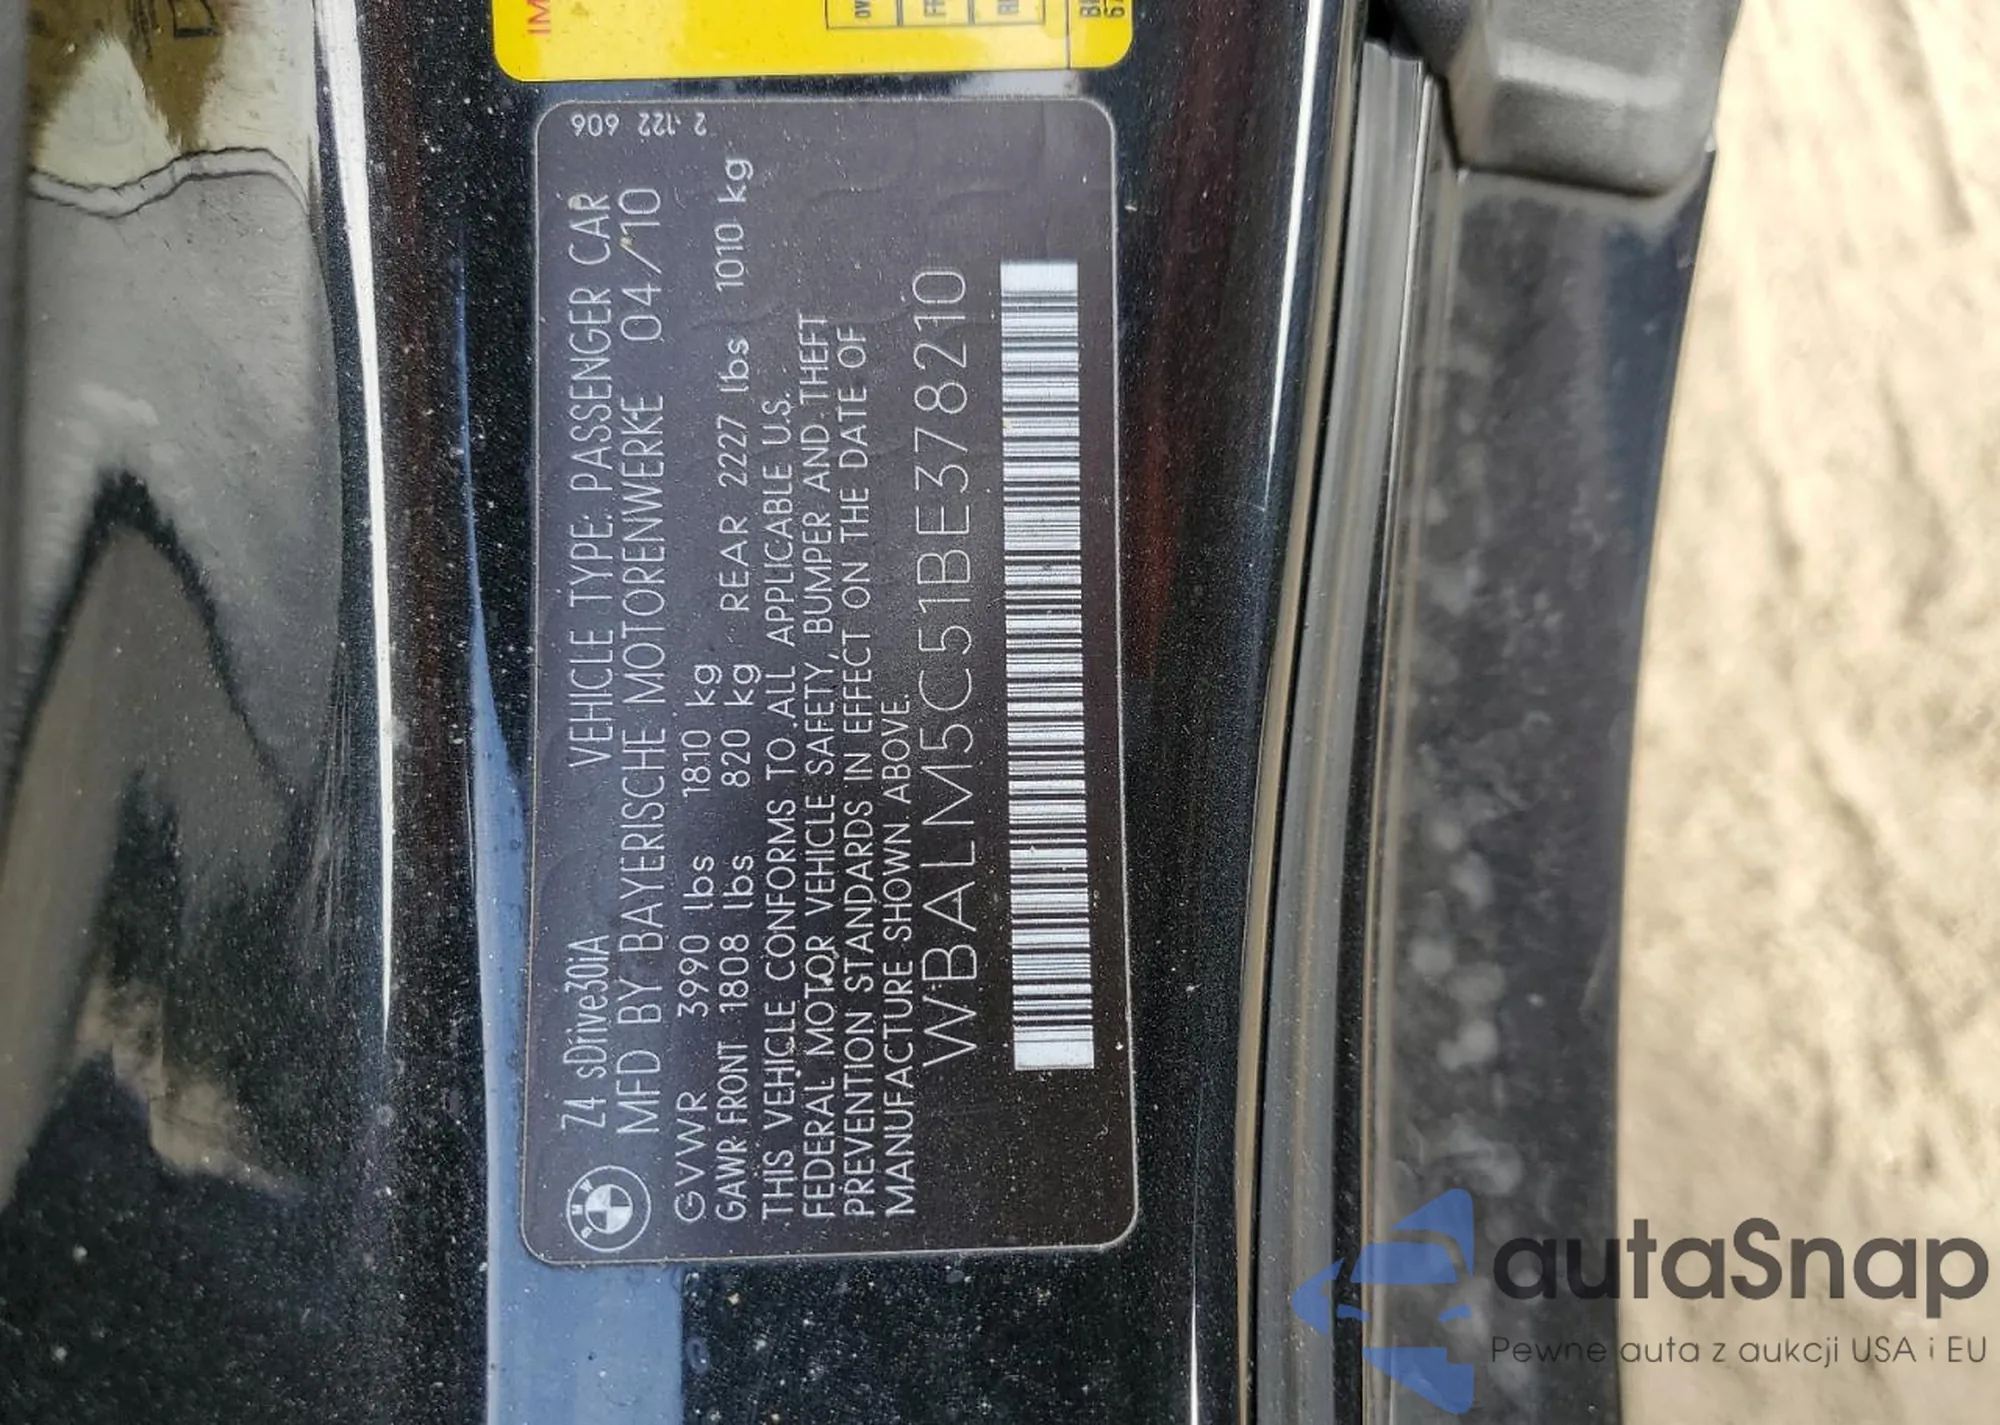 Z4 sDrive30iA VEHICLE TYPE: PASSENGER CAR
MFD BY BAYERISCHE MOTORENWERKE 04/10
GVWR 3990 lbs 1810 kg
GAWR FRONT 1808 lbs 820 kg REAR 2227 lbs 1010 kg
THIS VEHICLE CONFORMS TO ALL APPLICABLE U.S.
FEDERAL MOTOR VEHICLE SAFETY, BUMPER AND THEFT
PREVENTION STANDARDS IN EFFECT ON THE DATE OF
MANUFACTURE SHOWN ABOVE.
WBALM5C51BE378210
2 122 606
BMW
autaSnap
Pewne auta z aukcji USA i EU